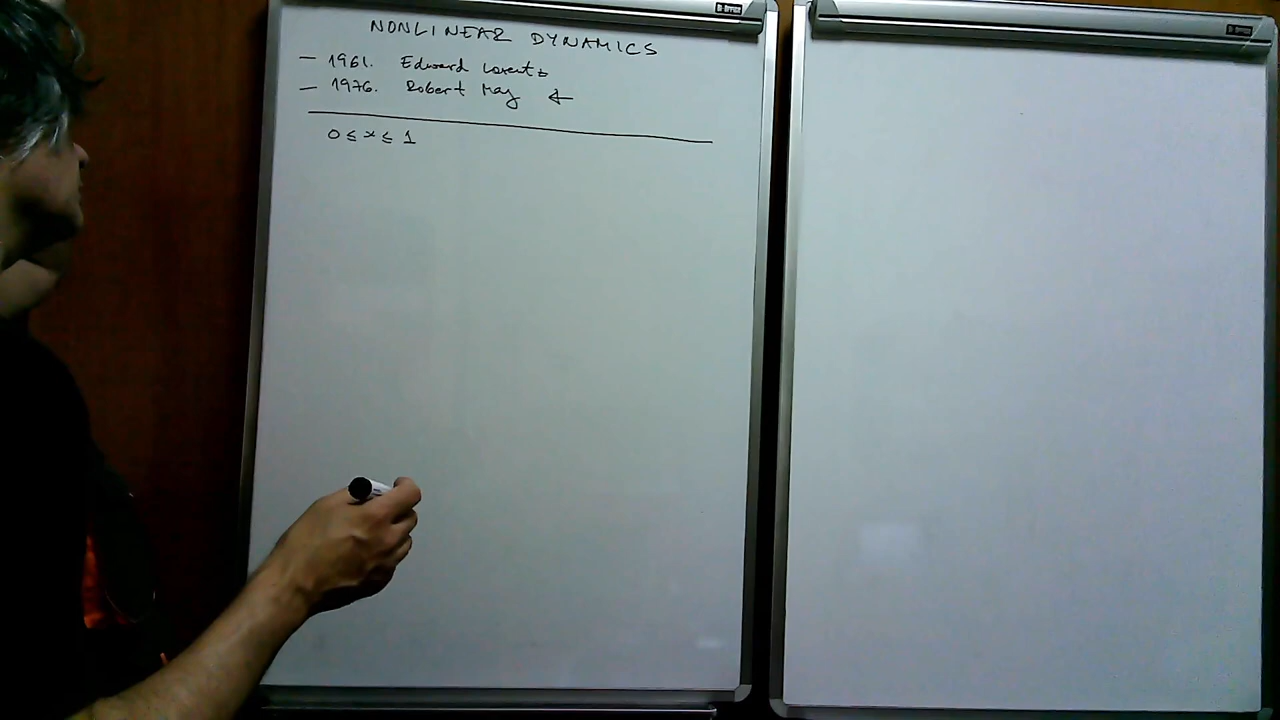 NONLINEAR DYNAMICS
— 1961. Edward Lorentz
— 1976. Robert May ←
0 ≤ x ≤ 1